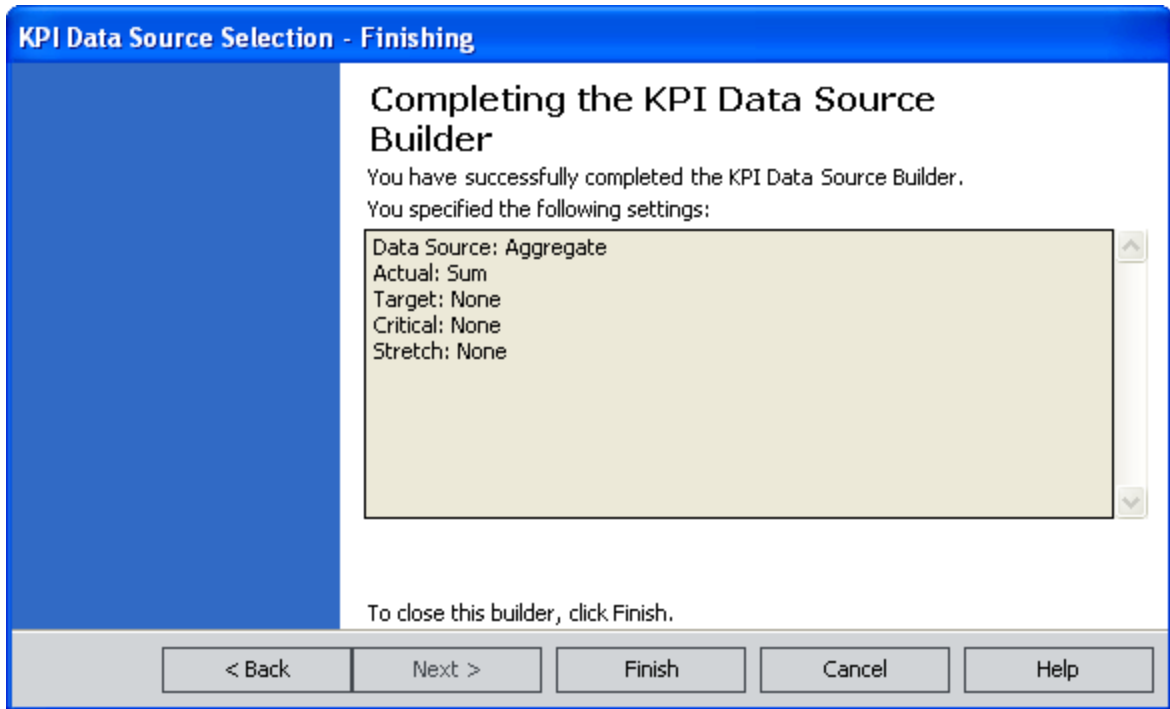 KPI Data Source Selection - Finishing
Completing the KPI Data Source
Builder
You have successfully completed the KPI Data Source Builder.
You specified the following settings:
Data Source: Aggregate
Actual: Sum
Target: None
Critical: None
Stretch: None
To close this builder, click Finish.
< Back Next > Finish Cancel Help